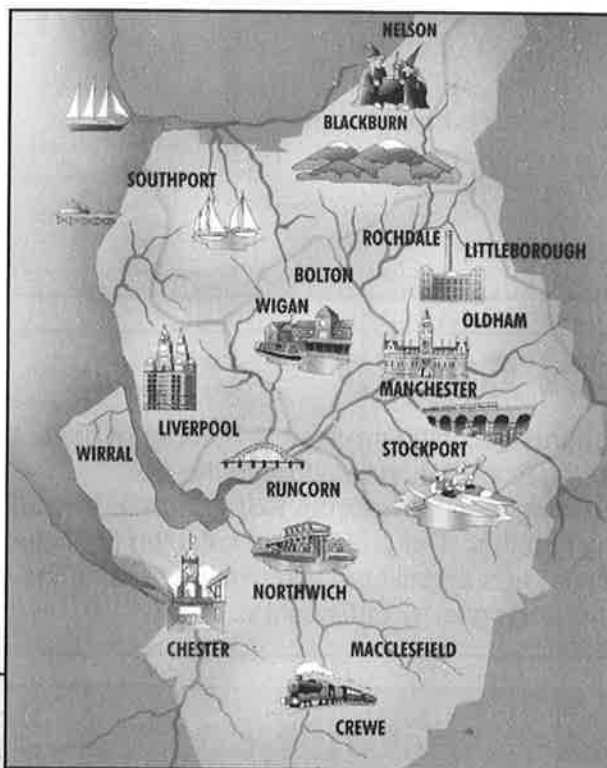 NELSON
BLACKBURN
SOUTHPORT
ROCHDALE
LITTLEBOROUGH
BOLTON
WIGAN
OLDHAM
MANCHESTER
LIVERPOOL
STOCKPORT
WIRRAL
RUNCORN
NORTHWICH
CHESTER
MACCLESFIELD
CREWE